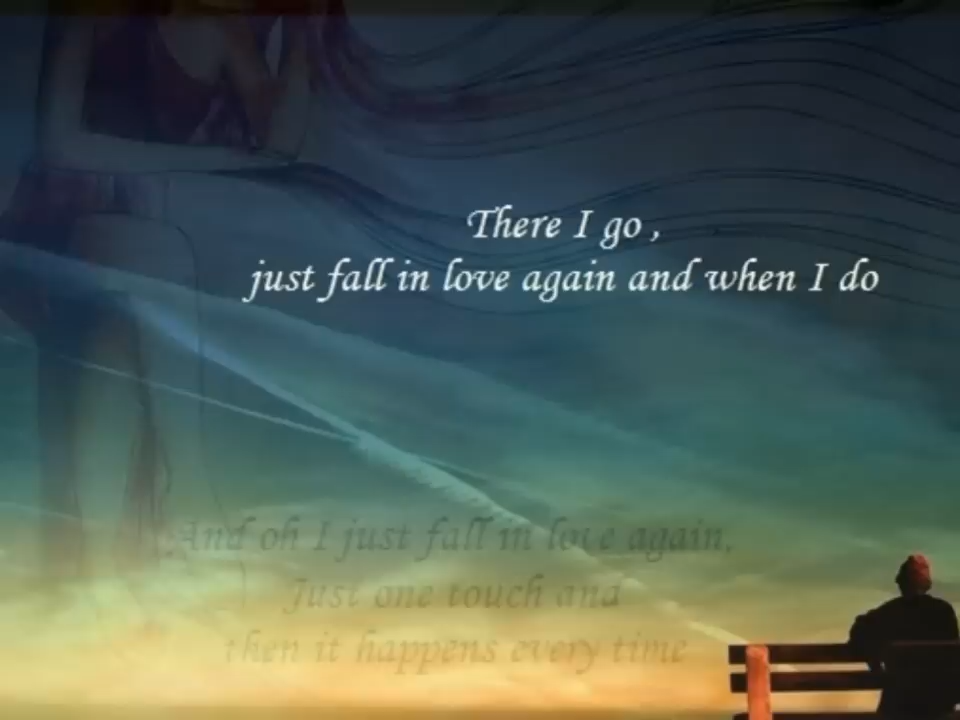 There I go ,
just fall in love again and when I do
And oh I just fall in love again,
Just one touch and
then it happens every time